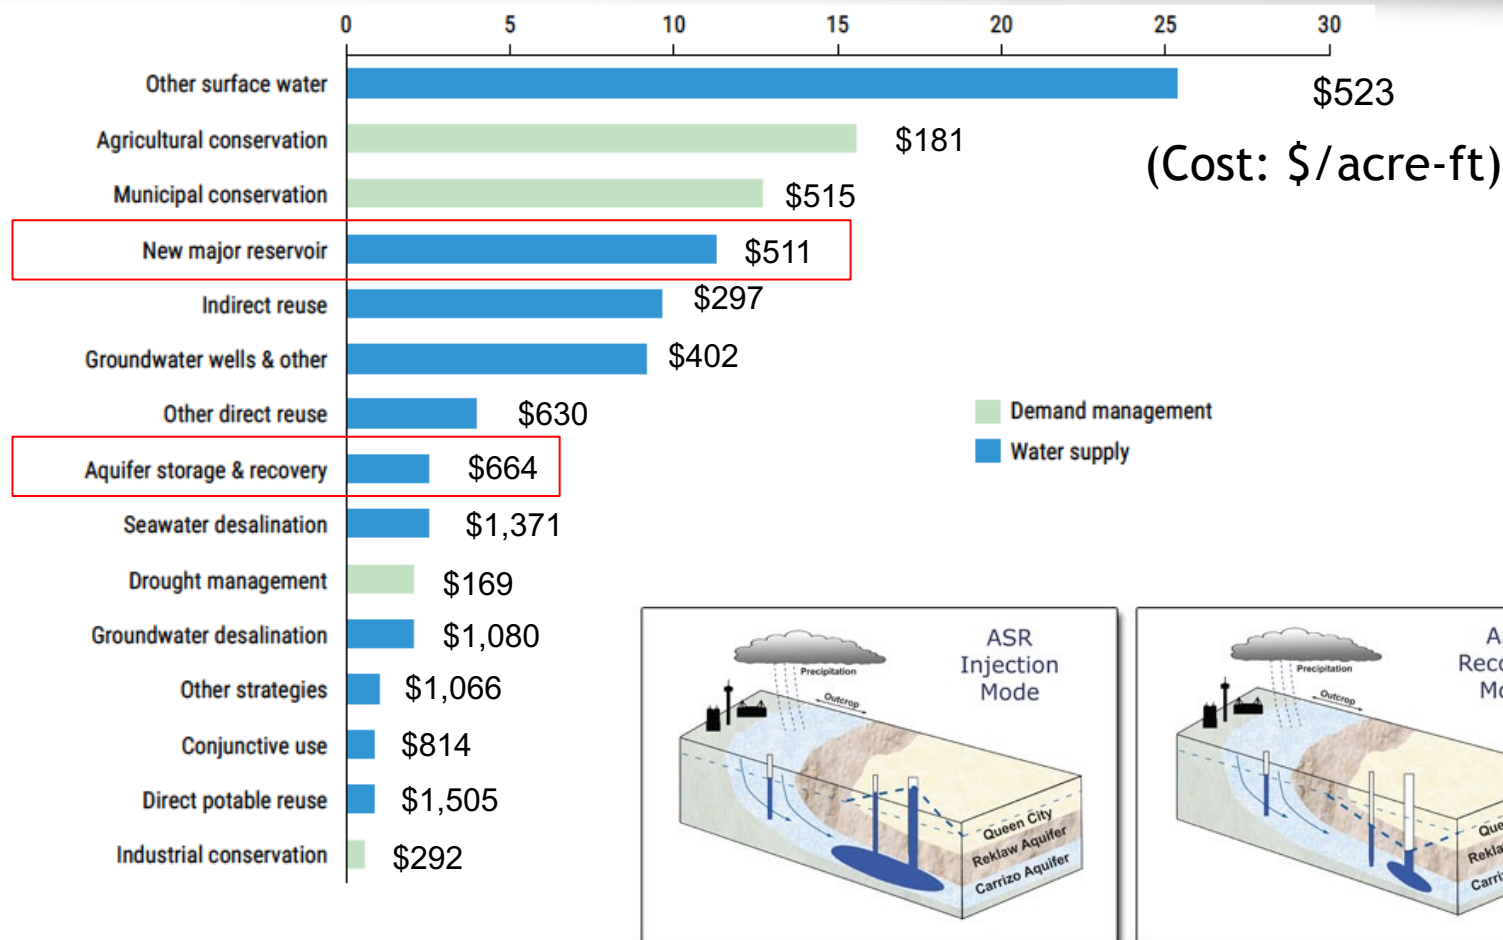 0 5 10 15 20 25 30
Other surface water $523
Agricultural conservation $181
(Cost: $/acre-ft)
Municipal conservation $515
New major reservoir $511
Indirect reuse $297
Groundwater wells & other $402
Other direct reuse $630
Demand management
Water supply
Aquifer storage & recovery $664
Seawater desalination $1,371
Drought management $169
Groundwater desalination $1,080
Other strategies $1,066
Conjunctive use $814
Direct potable reuse $1,505
Industrial conservation $292
ASR
Injection
Mode
Precipitation
Outcrop
Queen City
Reklaw Aquifer
Carrizo Aquifer
Precipitation
Outcrop